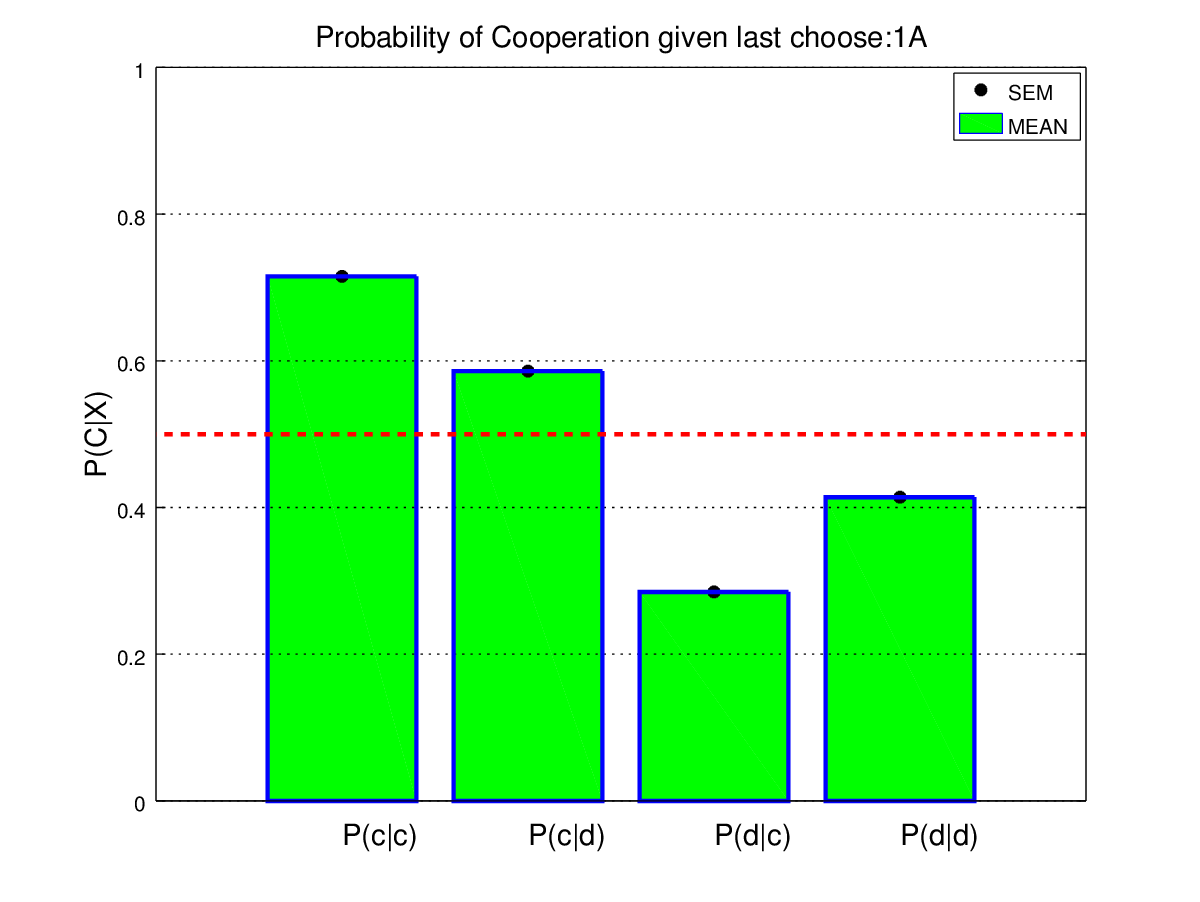 Probability of Cooperation given last choose:1A
SEM
MEAN
P(C|X)
1
0.8
0.6
0.4
0.2
0
P(c|c)
P(c|d)
P(d|c)
P(d|d)